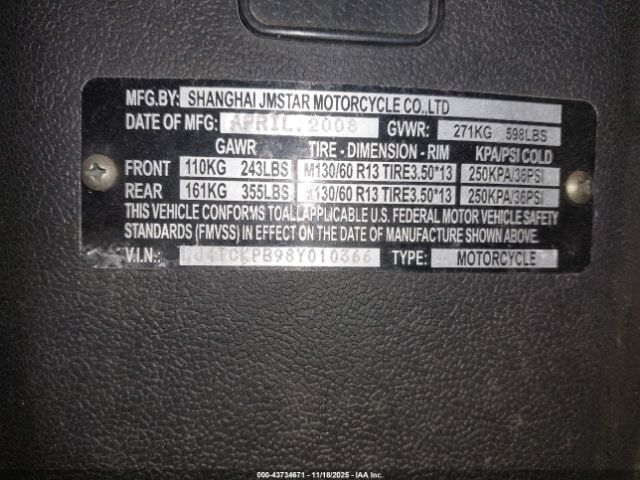 MFG.BY: SHANGHAI JMSTAR MOTORCYCLE CO.,LTD
DATE OF MFG: APRIL. 2008 GVWR: 271KG 598LBS
GAWR TIRE - DIMENSION - RIM KPA/PSI COLD
FRONT 110KG 243LBS M130/60 R13 TIRE3.50*13 250KPA/36PSI
REAR 161KG 355LBS M130/60 R13 TIRE3.50*13 250KPA/36PSI
THIS VEHICLE CONFORMS TOALLAPPLICABLE U.S. FEDERAL MOTOR VEHICLE SAFETY
STANDARDS (FMVSS) IN EFFECT ON THE DATE OF MANUFACTURE SHOWN ABOVE.
V.I.N.: TYPE: MOTORCYCLE
000-43734671 - 11/18/2025 - IAA Inc.